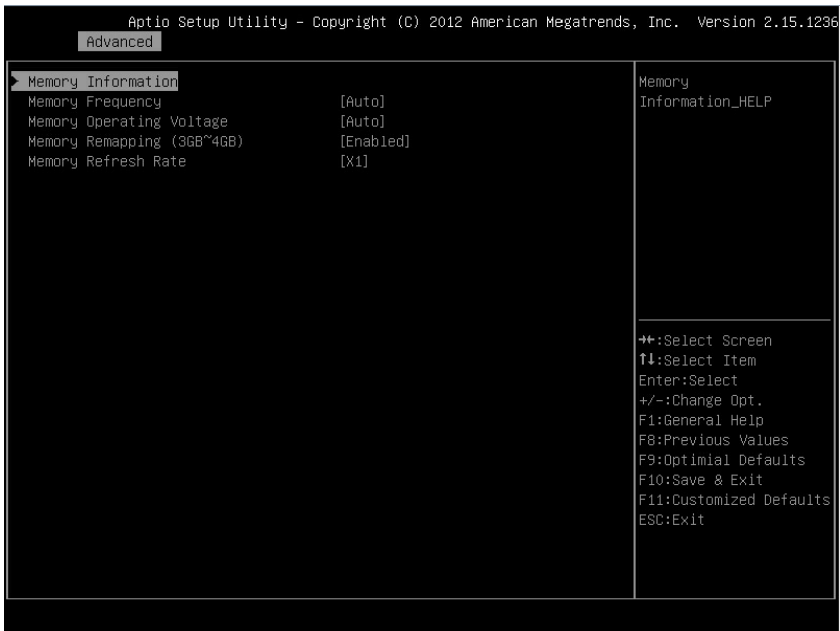 Aptio Setup Utility – Copyright (C) 2012 American Megatrends, Inc. Version 2.15.1236
Advanced
Memory Information
Memory Frequency [Auto]
Memory Operating Voltage [Auto]
Memory Remapping (3GB~4GB) [Enabled]
Memory Refresh Rate [X1]
Memory
Information_HELP
→←:Select Screen
↑↓:Select Item
Enter:Select
+/-:Change Opt.
F1:General Help
F8:Previous Values
F9:Optimial Defaults
F10:Save & Exit
F11:Customized Defaults
ESC:Exit